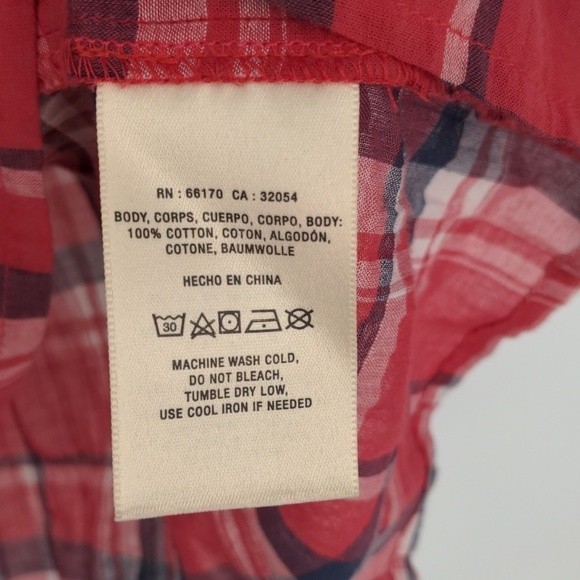 RN : 66170 CA : 32054
BODY, CORPS, CUERPO, CORPO, BODY:
100% COTTON, COTON, ALGODÓN,
COTONE, BAUMWOLLE
HECHO EN CHINA
30
MACHINE WASH COLD,
DO NOT BLEACH,
TUMBLE DRY LOW,
USE COOL IRON IF NEEDED